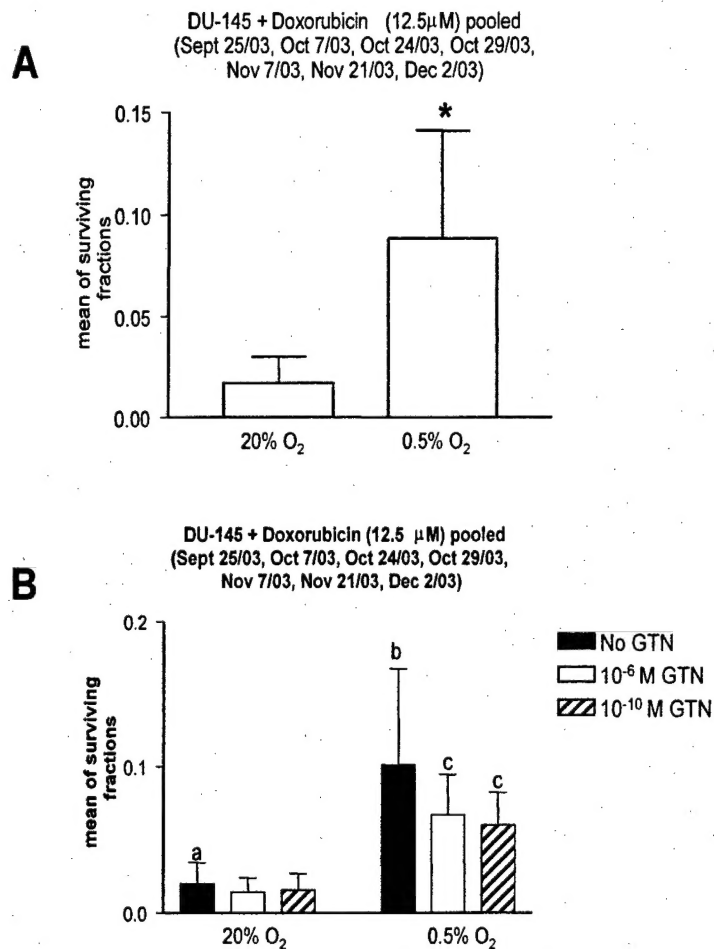 DU-145 + Doxorubicin (12.5μM) pooled
(Sept 25/03, Oct 7/03, Oct 24/03, Oct 29/03,
Nov 7/03, Nov 21/03, Dec 2/03)
A
mean of surviving
fractions
0.15
0.10
0.05
0.00
*
20% O₂
0.5% O₂
DU-145 + Doxorubicin (12.5 μM) pooled
(Sept 25/03, Oct 7/03, Oct 24/03, Oct 29/03,
Nov 7/03, Nov 21/03, Dec 2/03)
B
mean of surviving
fractions
0.2
0.1
0.0
a
b
c
c
No GTN
10⁻⁶ M GTN
10⁻¹⁰ M GTN
20% O₂
0.5% O₂